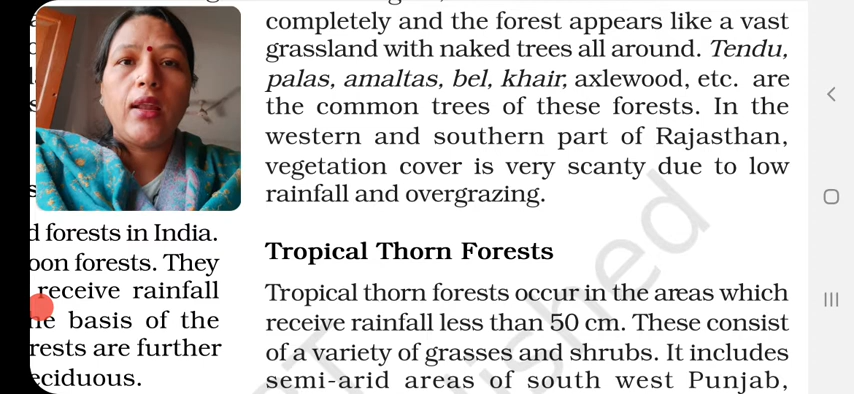 d forests in India.
oon forests. They
receive rainfall
he basis of the
rests are further
eciduous.
completely and the forest appears like a vast
grassland with naked trees all around. Tendu,
palas, amaltas, bel, khair, axlewood, etc. are
the common trees of these forests. In the
western and southern part of Rajasthan,
vegetation cover is very scanty due to low
rainfall and overgrazing.
Tropical Thorn Forests
Tropical thorn forests occur in the areas which
receive rainfall less than 50 cm. These consist
of a variety of grasses and shrubs. It includes
semi-arid areas of south west Punjab,